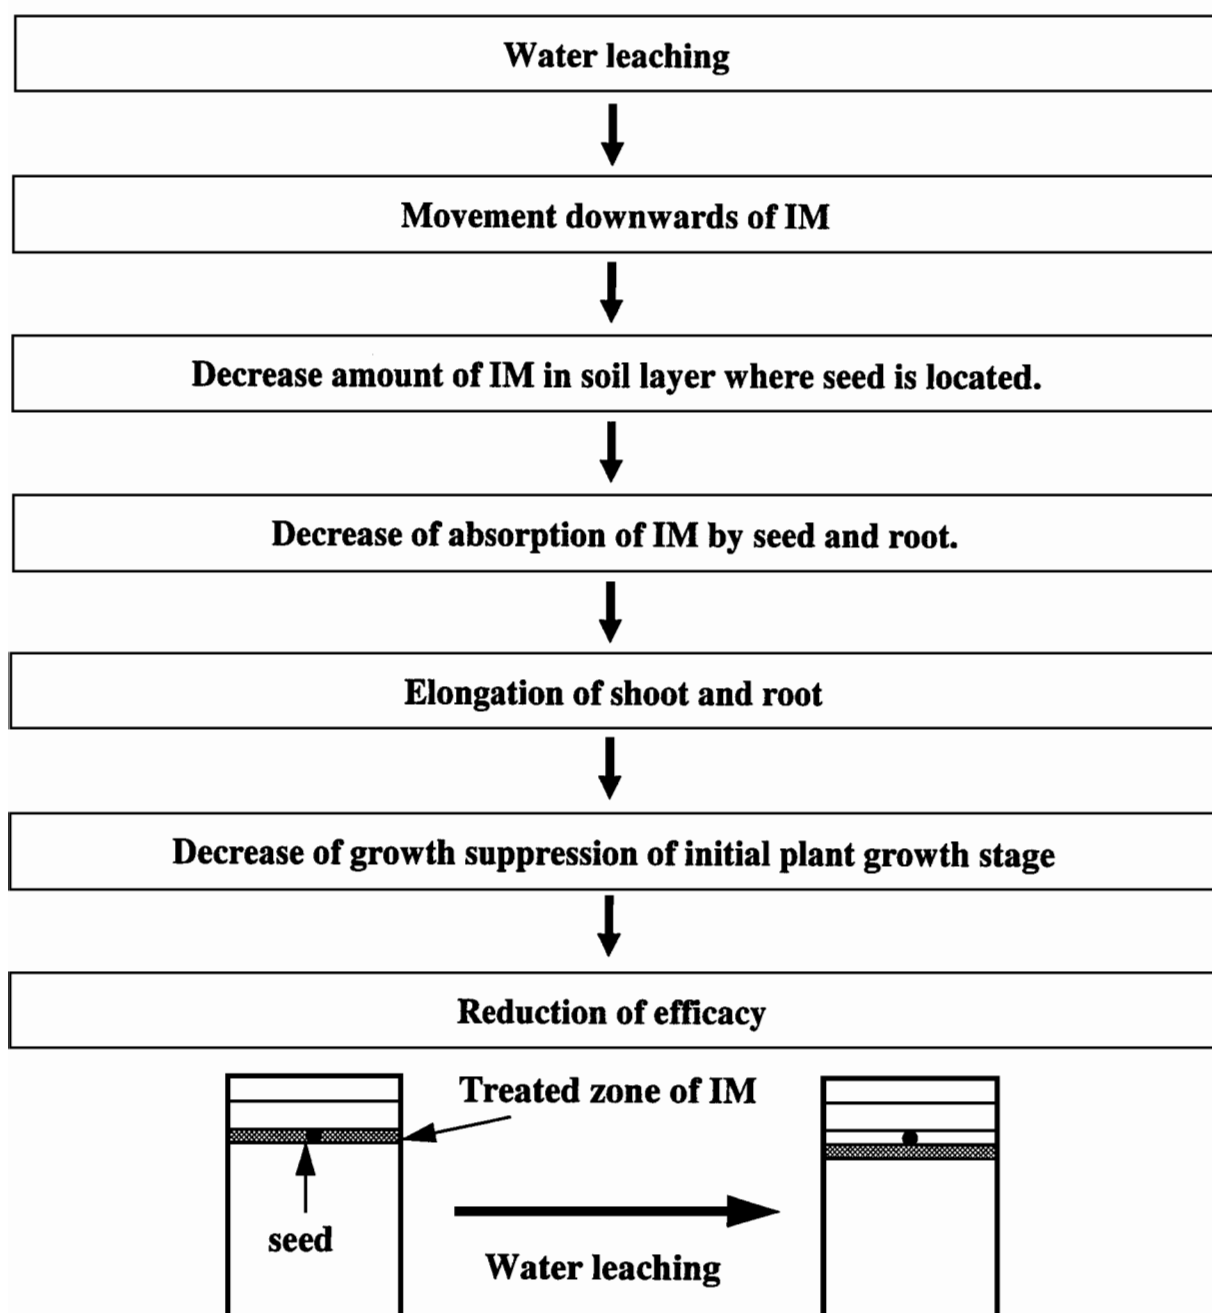 Water leaching
Movement downwards of IM
Decrease amount of IM in soil layer where seed is located.
Decrease of absorption of IM by seed and root.
Elongation of shoot and root
Decrease of growth suppression of initial plant growth stage
Reduction of efficacy
Treated zone of IM
seed
Water leaching